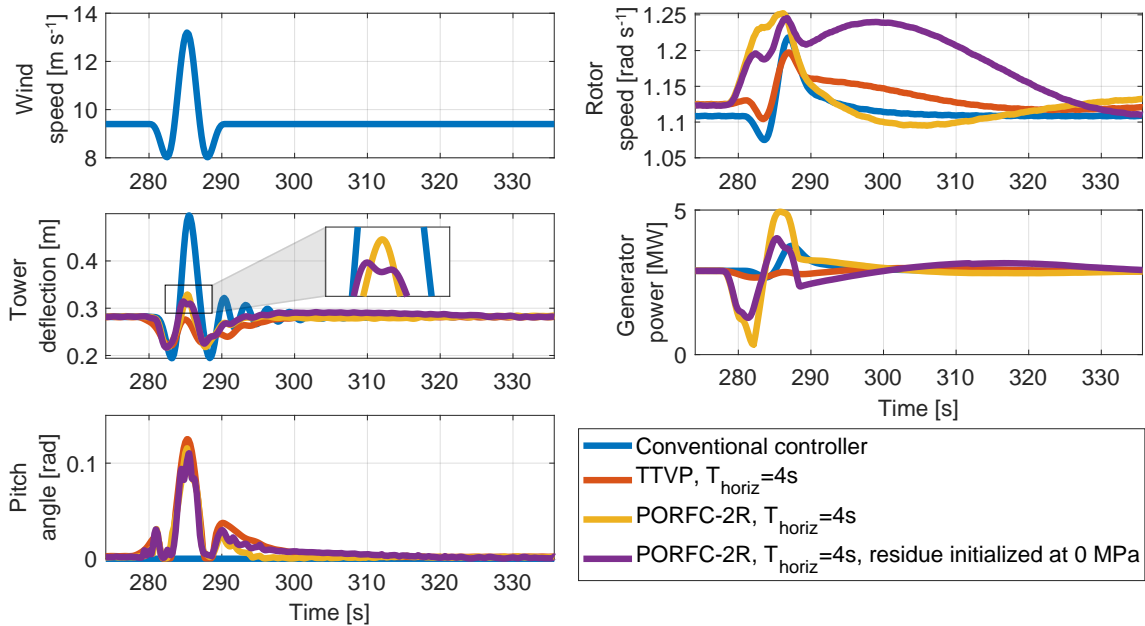 Wind
speed [m s-1]
14
12
10
8
280
290
300
310
320
330
Tower
deflection [m]
0.4
0.3
0.2
280
290
300
310
320
330
Pitch
angle [rad]
0.1
0
280
290
300
310
320
330
Time [s]
Rotor
speed [rad s-1]
1.25
1.2
1.15
1.1
1.05
280
290
300
310
320
330
Generator
power [MW]
5
0
280
290
300
310
320
330
Time [s]
Conventional controller
TTVP, Thoriz=4s
PORFC-2R, Thoriz=4s
PORFC-2R, Thoriz=4s, residue initialized at 0 MPa